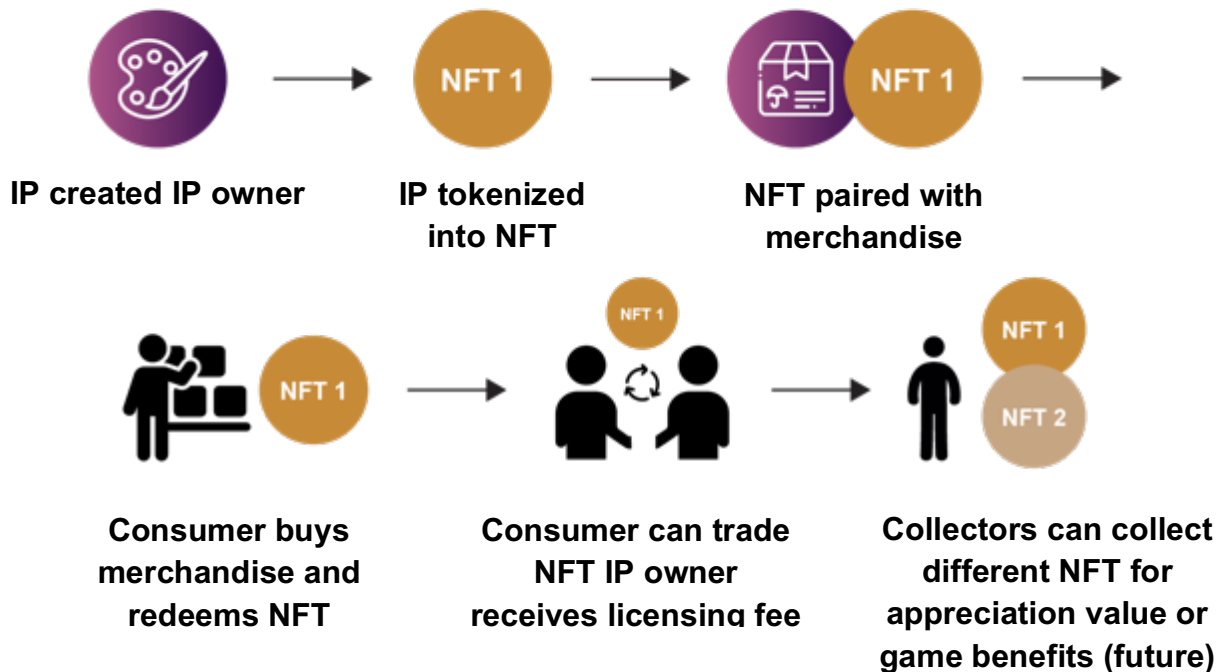 NFT 1
NFT 1
IP created IP owner
IP tokenized
into NFT
NFT paired with
merchandise
NFT 1
NFT 1
NFT 1
NFT 2
Consumer buys
merchandise and
redeems NFT
Consumer can trade
NFT IP owner
receives licensing fee
Collectors can collect
different NFT for
appreciation value or
game benefits (future)